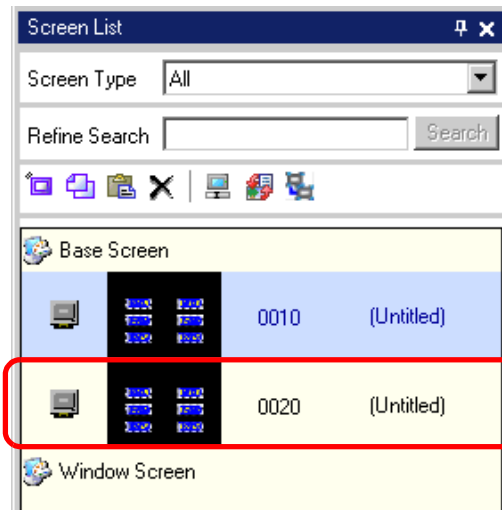 Screen List
Screen Type All
Refine Search Search
Base Screen
0010 (Untitled)
0020 (Untitled)
Window Screen